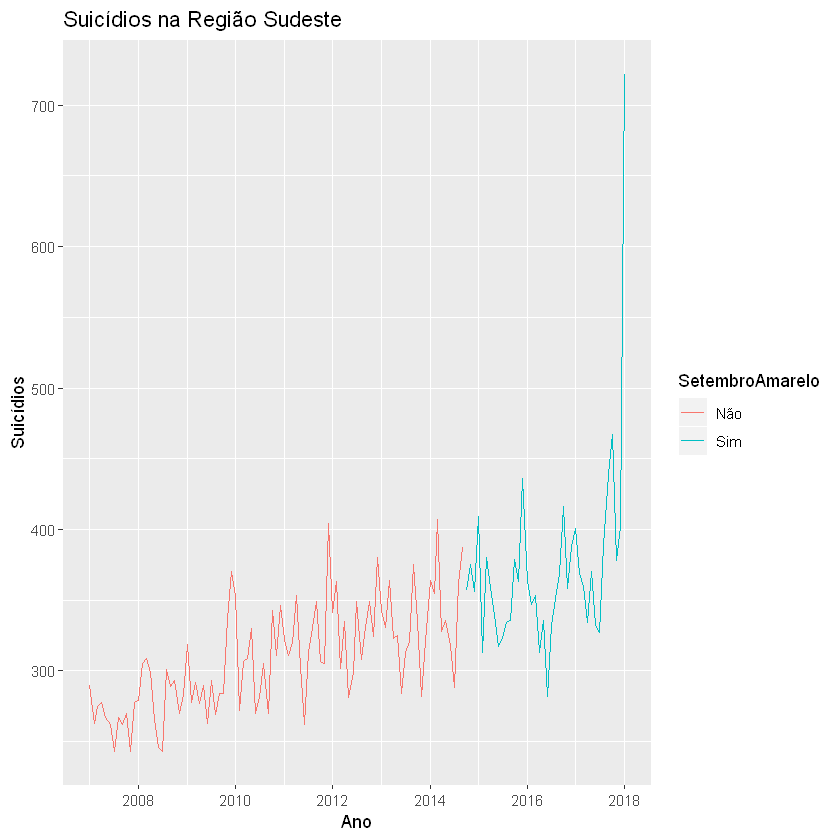 Suicídios na Região Sudeste
Suicídios
700
600
500
400
300
2008
2010
2012
2014
2016
2018
Ano
SetembroAmarelo
Não
Sim